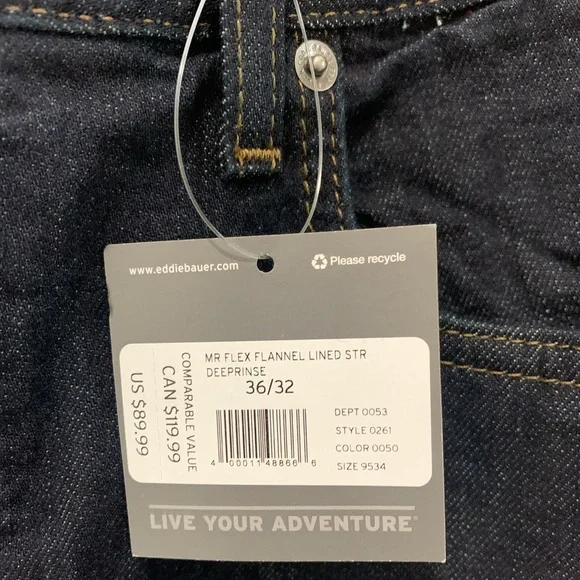 www.eddiebauer.com
Please recycle
MR FLEX FLANNEL LINED STR
DEEPRINSE
36/32
COMPARABLE VALUE
CAN $119.99
US $89.99
DEPT 0053
STYLE 0261
COLOR 0050
SIZE 9534
4 00011 48866 6
LIVE YOUR ADVENTURE®